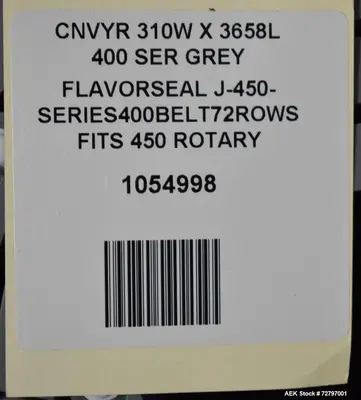 CNVYR 310W X 3658L
400 SER GREY
FLAVORSEAL J-450-
SERIES400BELT72ROWS
FITS 450 ROTARY
1054998
AEK Stock # 72797001